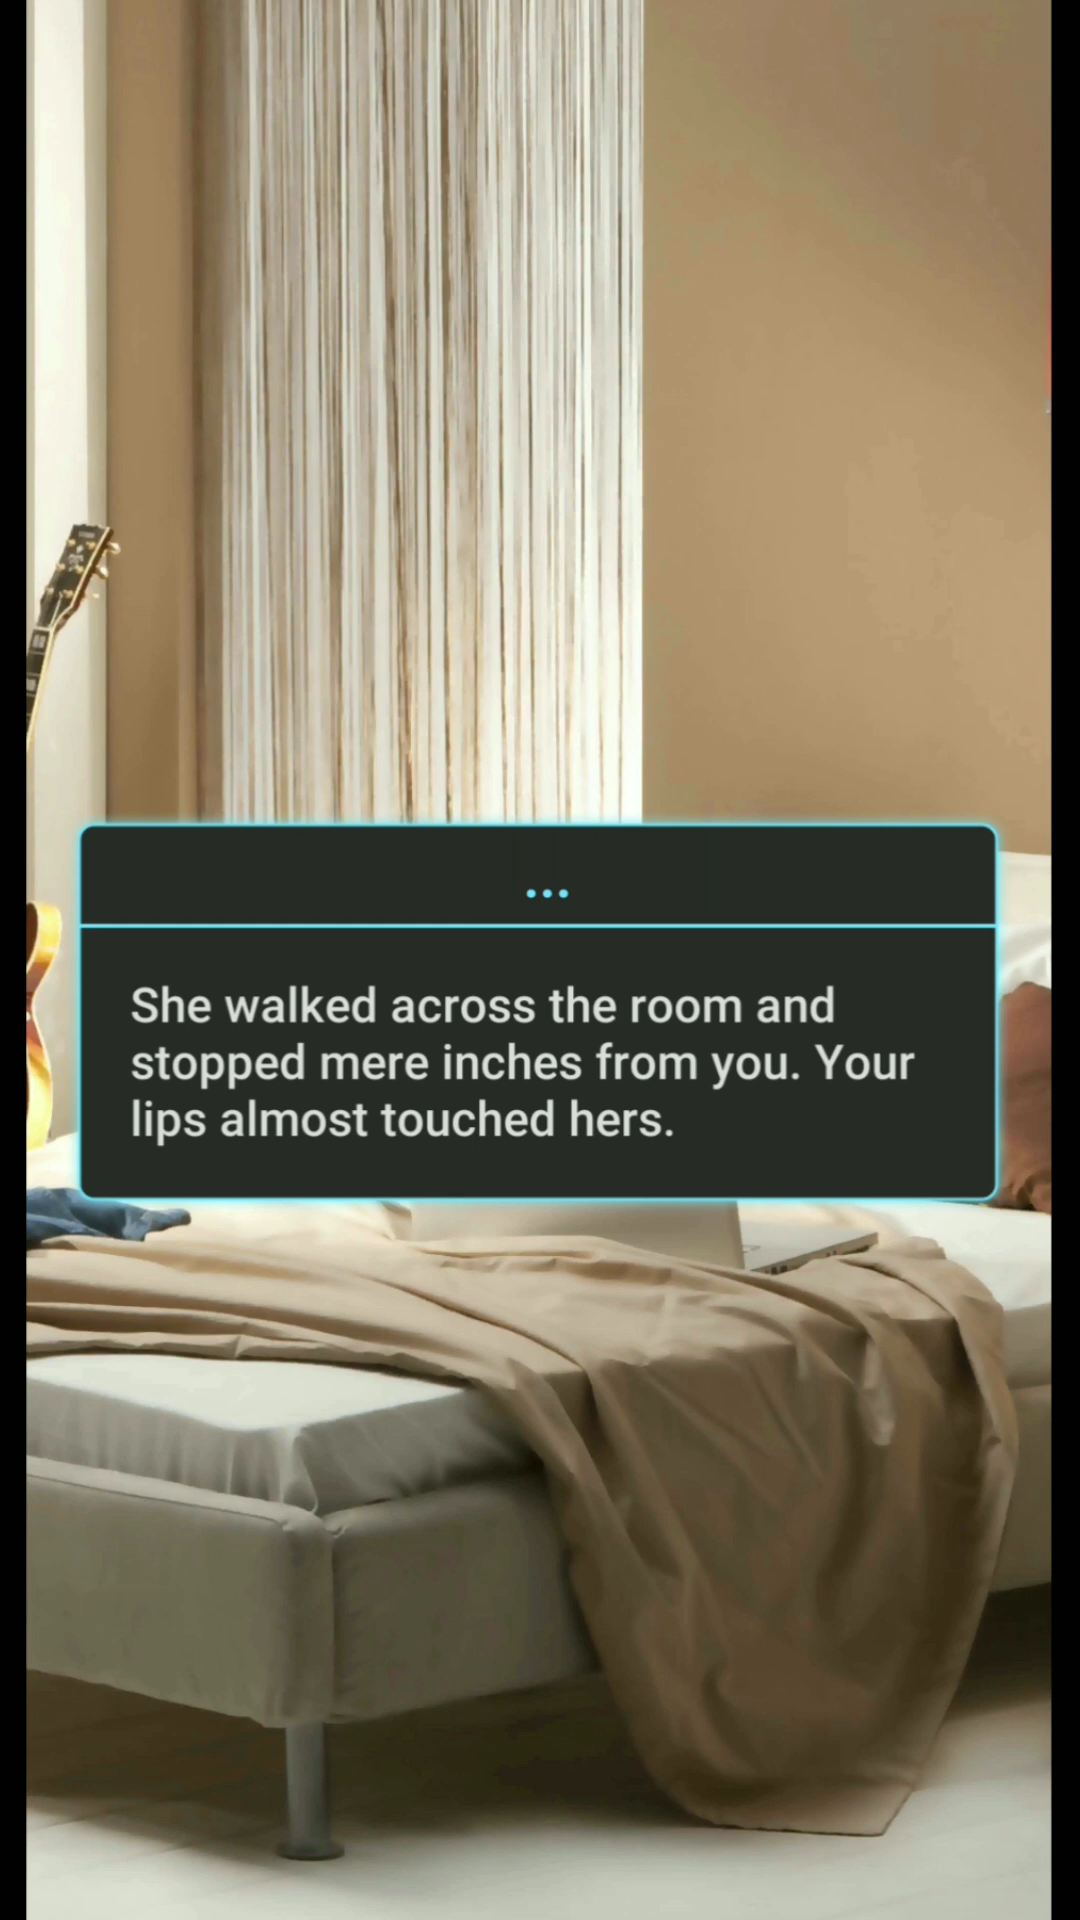 ...
She walked across the room and
stopped mere inches from you. Your
lips almost touched hers.